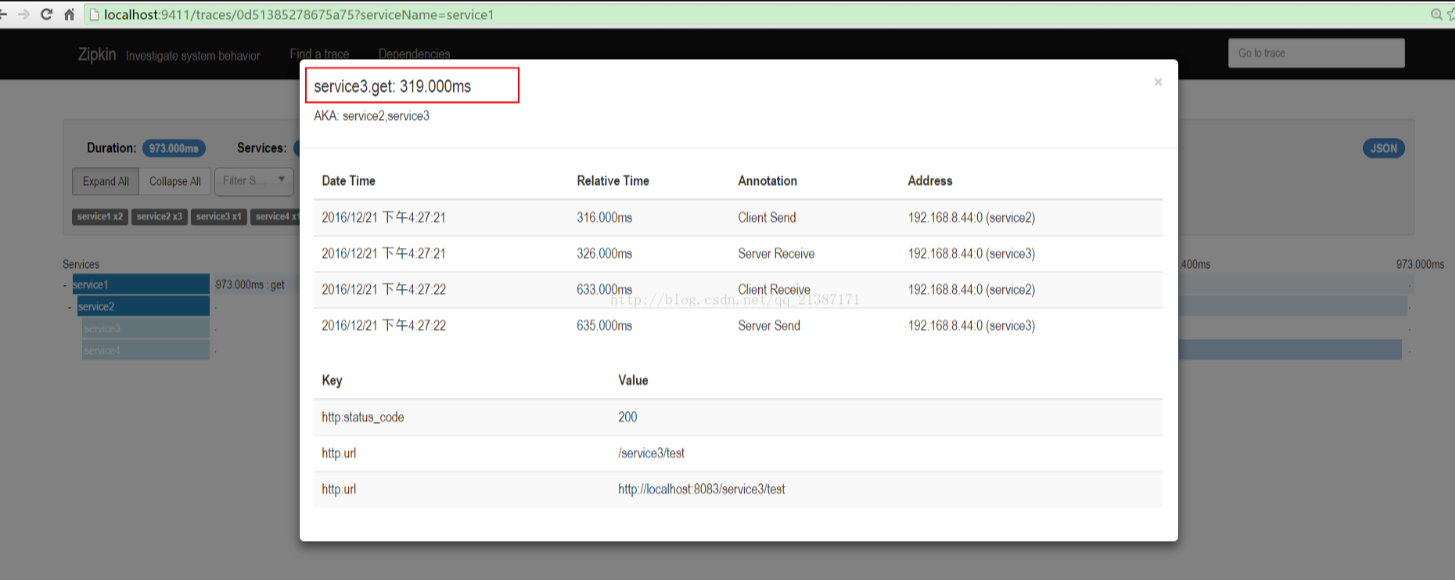 localhost:9411/traces/0d51385278675a75?serviceName=service1
Zipkin Investigate system behavior Find a trace Dependencies Go to trace
service3.get: 319.000ms ×
AKA: service2,service3
Duration: 973.000ms Services: JSON
Expand All Collapse All Filter S...
service1 x2 service2 x3 service3 x1 service4 x1
Date Time Relative Time Annotation Address
2016/12/21 下午4:27:21 316.000ms Client Send 192.168.8.44:0 (service2)
2016/12/21 下午4:27:21 326.000ms Server Receive 192.168.8.44:0 (service3)
2016/12/21 下午4:27:22 633.000ms Client Receive 192.168.8.44:0 (service2)
http://blog.csdn.net/qq_21387171
2016/12/21 下午4:27:22 635.000ms Server Send 192.168.8.44:0 (service3)
Key Value
http.status_code 200
http.url /service3/test
http.url http://localhost:8083/service3/test
Services .400ms 973.000ms
- service1 973.000ms : get
- service2
service3
service4